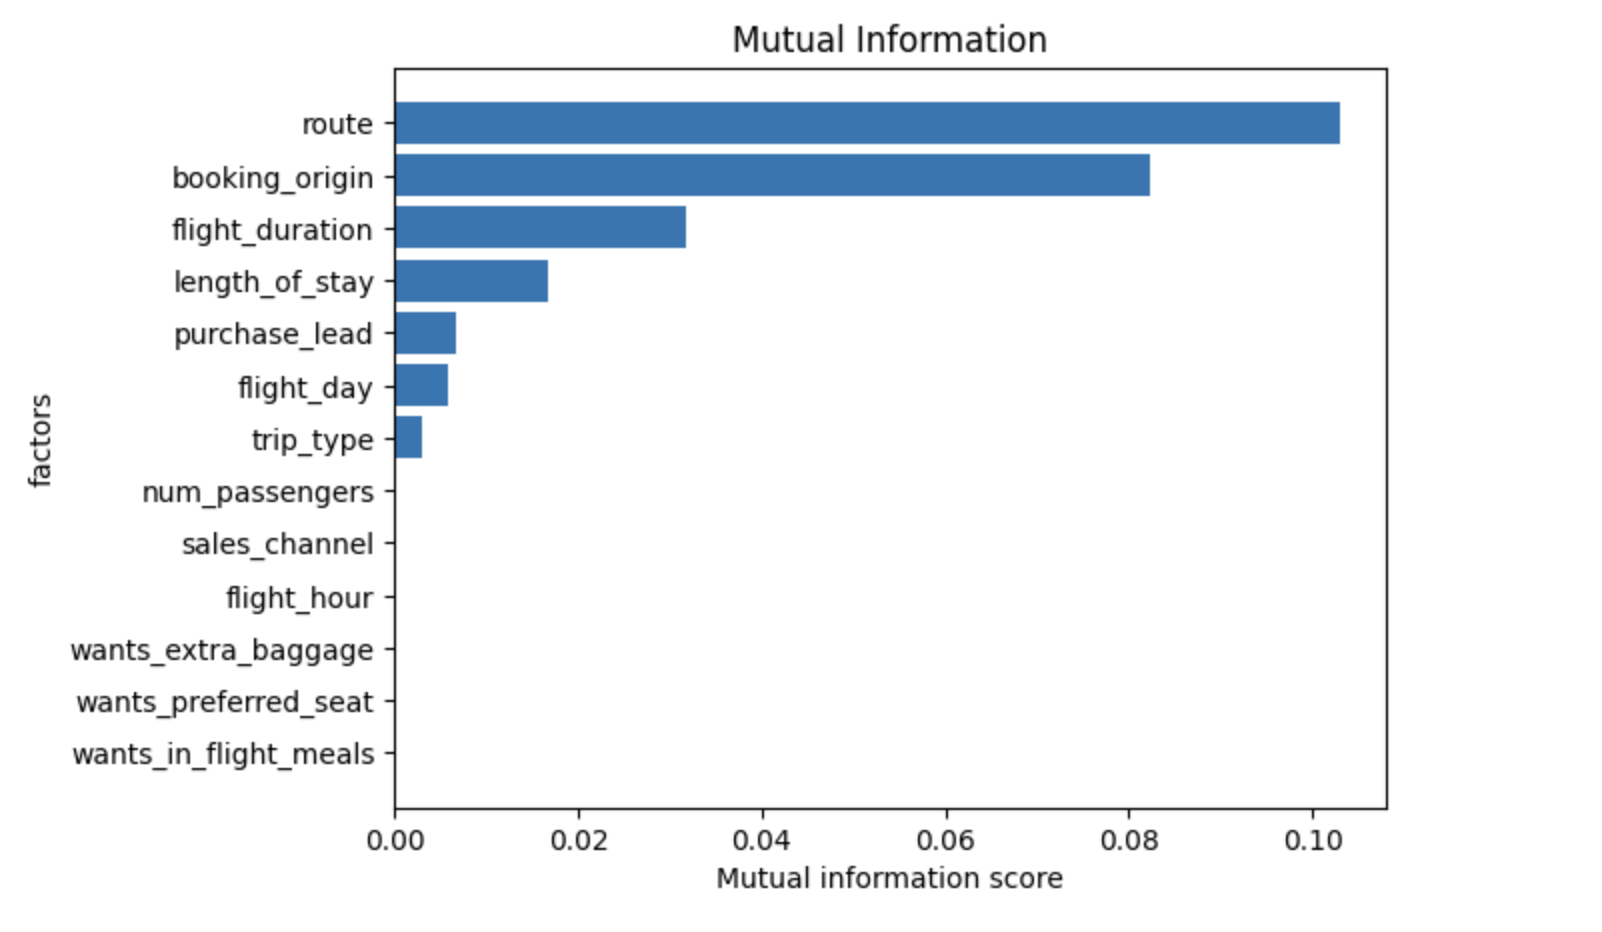 Mutual Information
route
booking_origin
flight_duration
length_of_stay
purchase_lead
flight_day
trip_type
num_passengers
sales_channel
flight_hour
wants_extra_baggage
wants_preferred_seat
wants_in_flight_meals
factors
0.00 0.02 0.04 0.06 0.08 0.10
Mutual information score